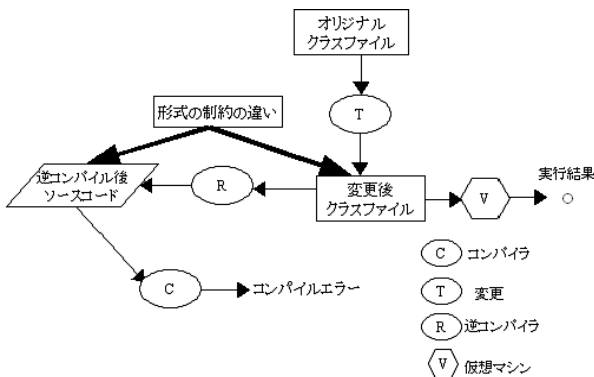 オリジナル
クラスファイル
T
形式の制約の違い
逆コンパイル後
ソースコード
R
変更後
クラスファイル
V
実行結果
○
C
コンパイルエラー
C コンパイラ
T 変更
R 逆コンパイラ
V 仮想マシン